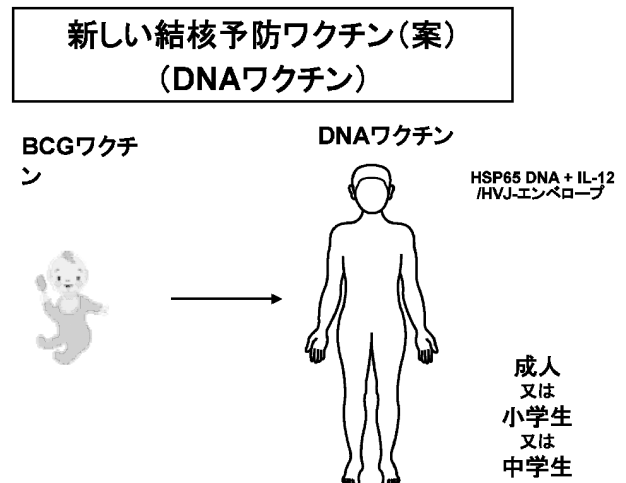 新しい結核予防ワクチン(案)
(DNAワクチン)
BCGワクチ
ン
DNAワクチン
HSP65 DNA + IL-12
/HVJ-エンベロープ
成人
又は
小学生
又は
中学生